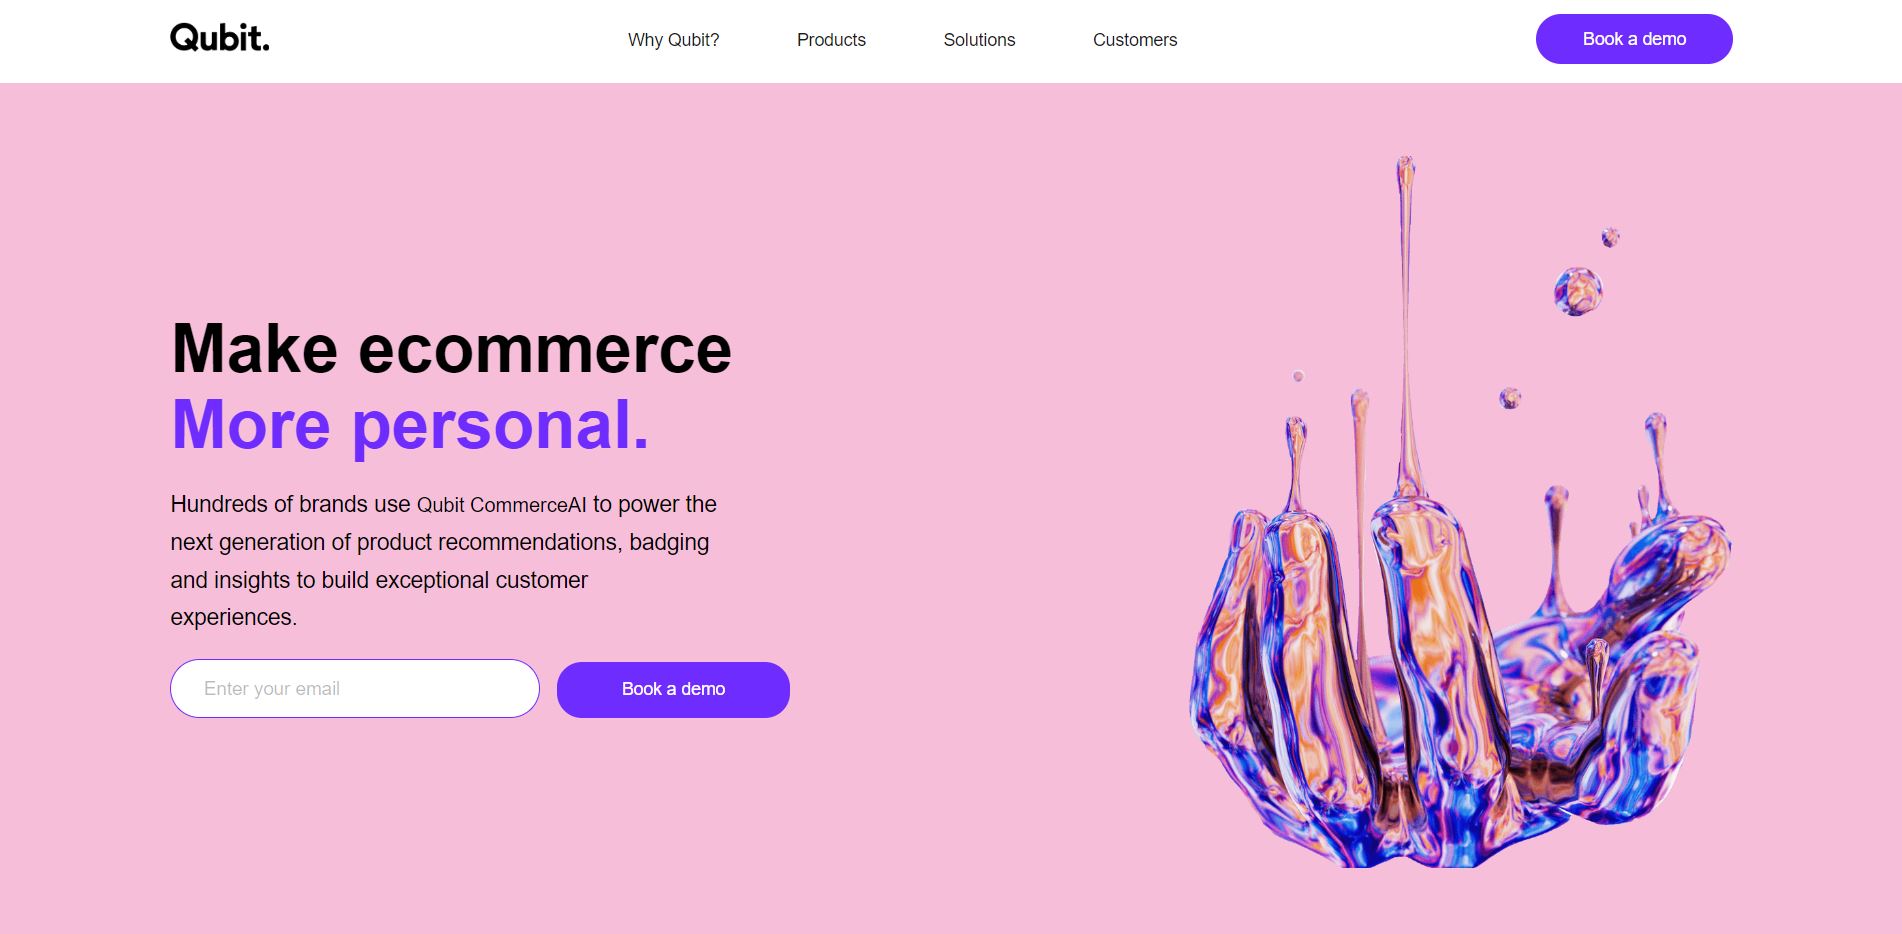 Qubit.
Why Qubit?
Products
Solutions
Customers
Book a demo
Make ecommerce
More personal.
Hundreds of brands use Qubit CommerceAI to power the
next generation of product recommendations, badging
and insights to build exceptional customer
experiences.
Enter your email
Book a demo